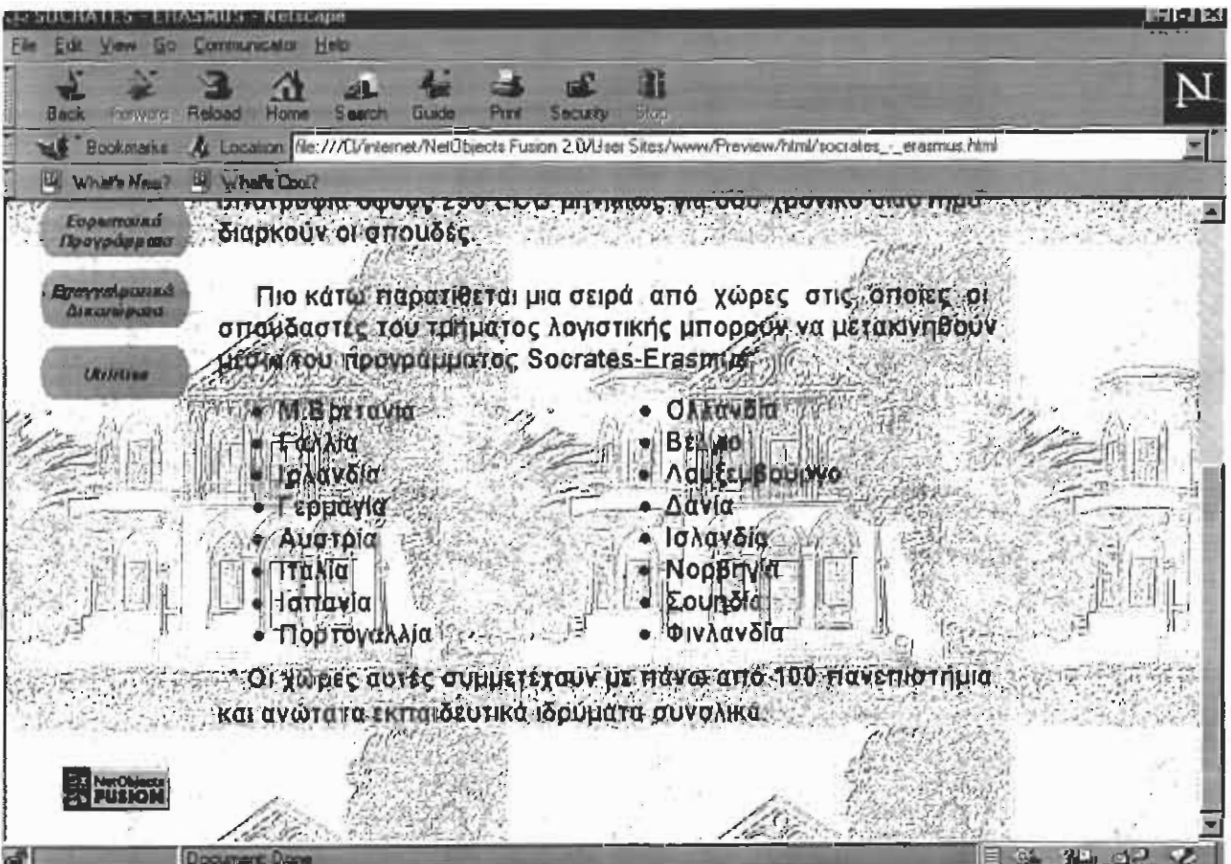 SOCRATES - ERASMUS - Netscape
File Edit View Go Communicator Help
Back Forward Reload Home Search Guide Print Security Stop
Bookmarks Location file:///C|/internet/NetObjects Fusion 2.0/User Sites/www/Preview/html/socrates_-_erasmus.html
What's New? What's Cool?
Ευρωπαϊκά
Προγράμματα
Επαγγελματικά
Δικαιώματα
Utilities
διαρκούν οι σπουδές.
Πιο κάτω παρατίθεται μια σειρά από χώρες στις οποίες οι
σπουδαστές του τμήματος λογιστικής μπορούν να μετακινηθούν
μέσω του προγράμματος Socrates-Erasmus
• Μ.Βρετανία
• Γαλλία
• Ιρλανδία
• Γερμανία
• Αυστρία
• Ιταλία
• Ισπανία
• Πορτογαλλία
• Ολλανδία
• Βέλγιο
• Λουξεμβούργο
• Δανία
• Ισλανδία
• Νορβηγία
• Σουηδία
• Φινλανδία
Οι χώρες αυτές συμμετέχουν με πάνω από 100 πανεπιστήμια
και ανώτατα εκπαιδευτικά ιδρύματα συνολικά
NetObjects
FUSION
Document: Done